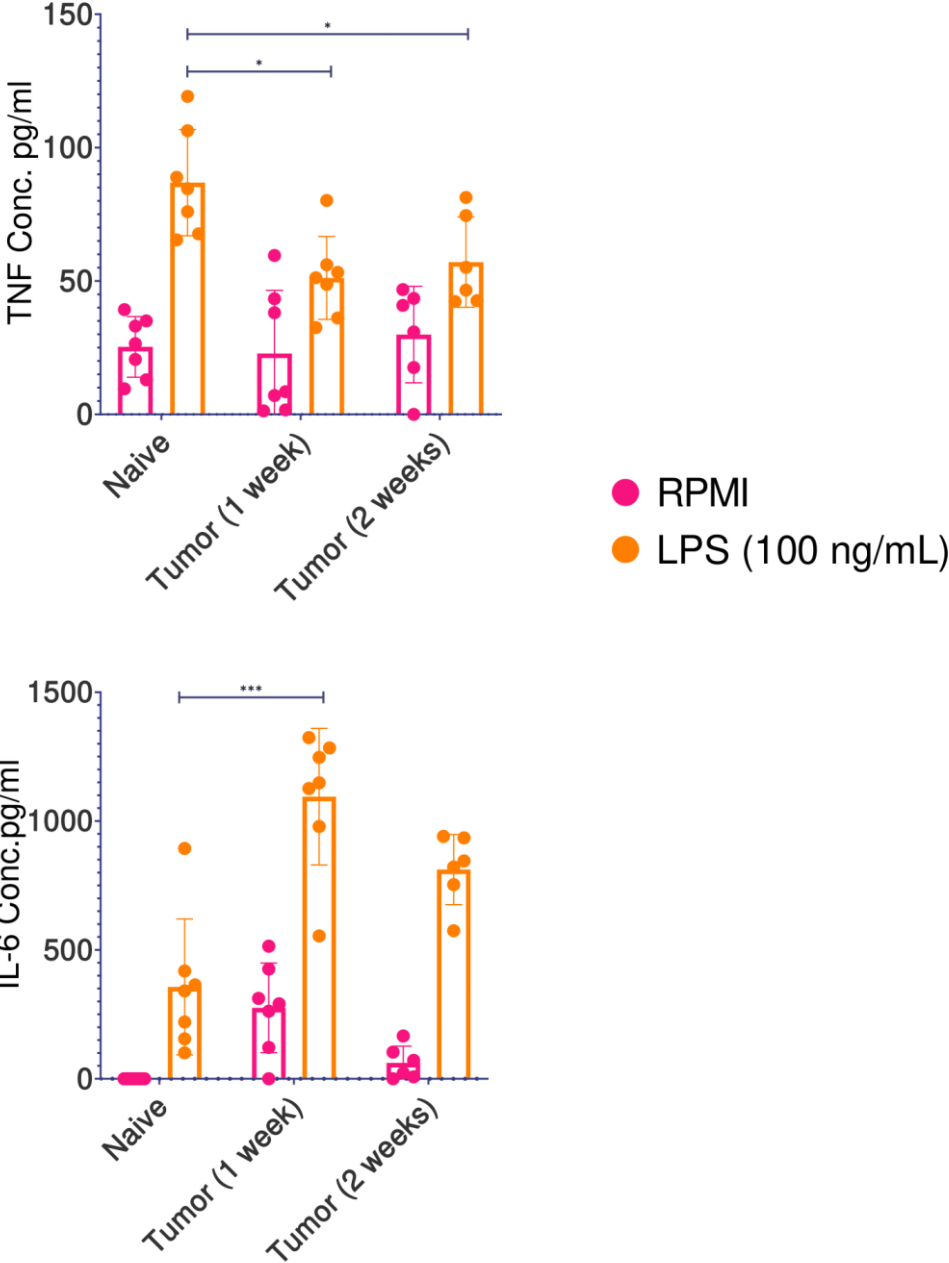 150
*
*
100
TNF Conc. pg/ml
50
0
Naive
Tumor (1 week)
Tumor (2 weeks)
RPMI
LPS (100 ng/mL)
1500
***
1000
IL-6 Conc.pg/ml
500
0
Naive
Tumor (1 week)
Tumor (2 weeks)